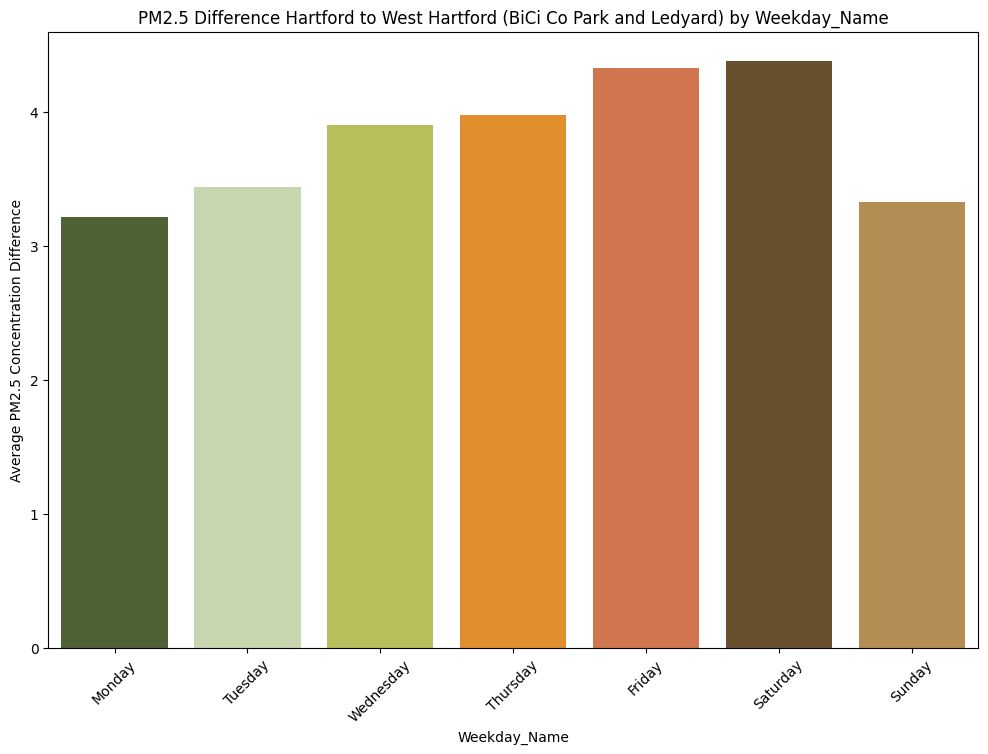 PM2.5 Difference Hartford to West Hartford (BiCi Co Park and Ledyard) by Weekday_Name
Average PM2.5 Concentration Difference
4
3
2
1
0
Monday
Tuesday
Wednesday
Thursday
Friday
Saturday
Sunday
Weekday_Name